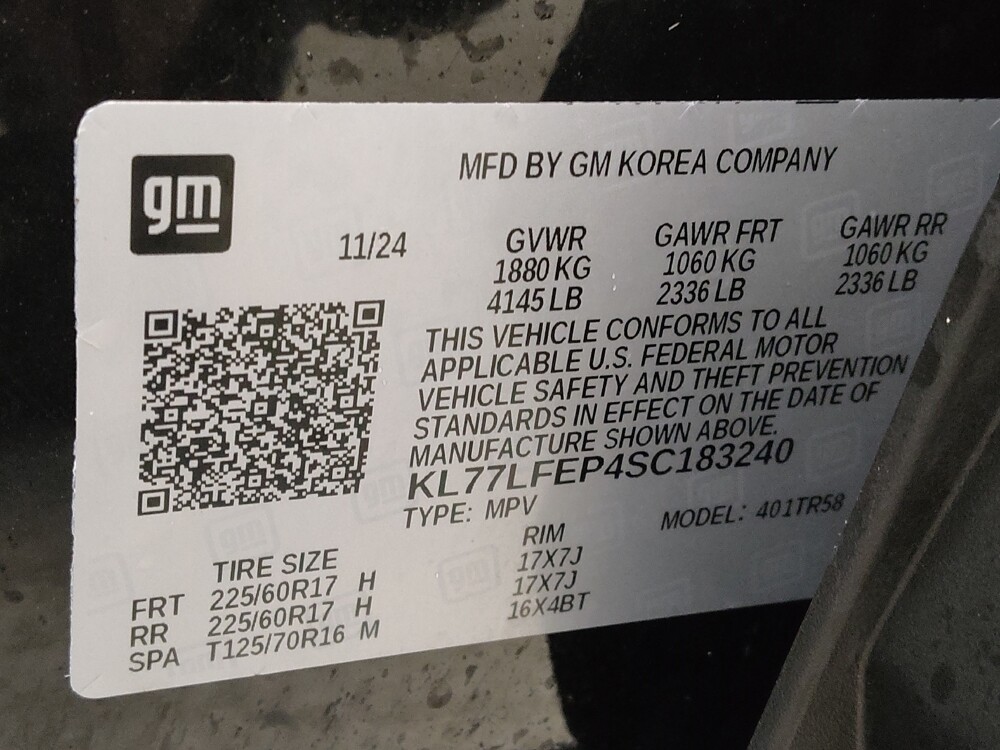 gm
MFD BY GM KOREA COMPANY
11/24
GVWR
1880 KG
4145 LB
GAWR FRT
1060 KG
2336 LB
GAWR RR
1060 KG
2336 LB
THIS VEHICLE CONFORMS TO ALL
APPLICABLE U.S. FEDERAL MOTOR
VEHICLE SAFETY AND THEFT PREVENTION
STANDARDS IN EFFECT ON THE DATE OF
MANUFACTURE SHOWN ABOVE.
KL77LFEP4SC183240
TYPE: MPV
MODEL: 401TR58
TIRE SIZE RIM
FRT 225/60R17 H 17X7J
RR 225/60R17 H 17X7J
SPA T125/70R16 M 16X4BT